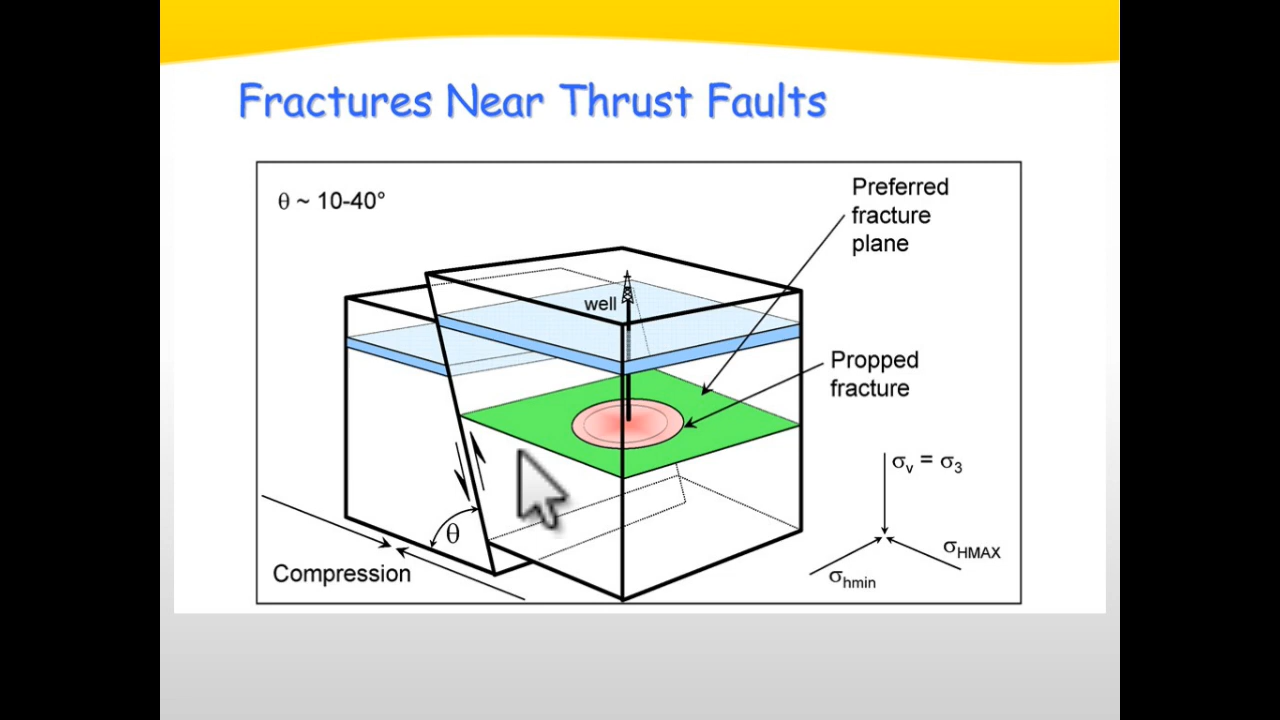 Fractures Near Thrust Faults
θ ~ 10-40°
Preferred
fracture
plane
well
Propped
fracture
σv = σ3
θ
σHMAX
Compression
σhmin